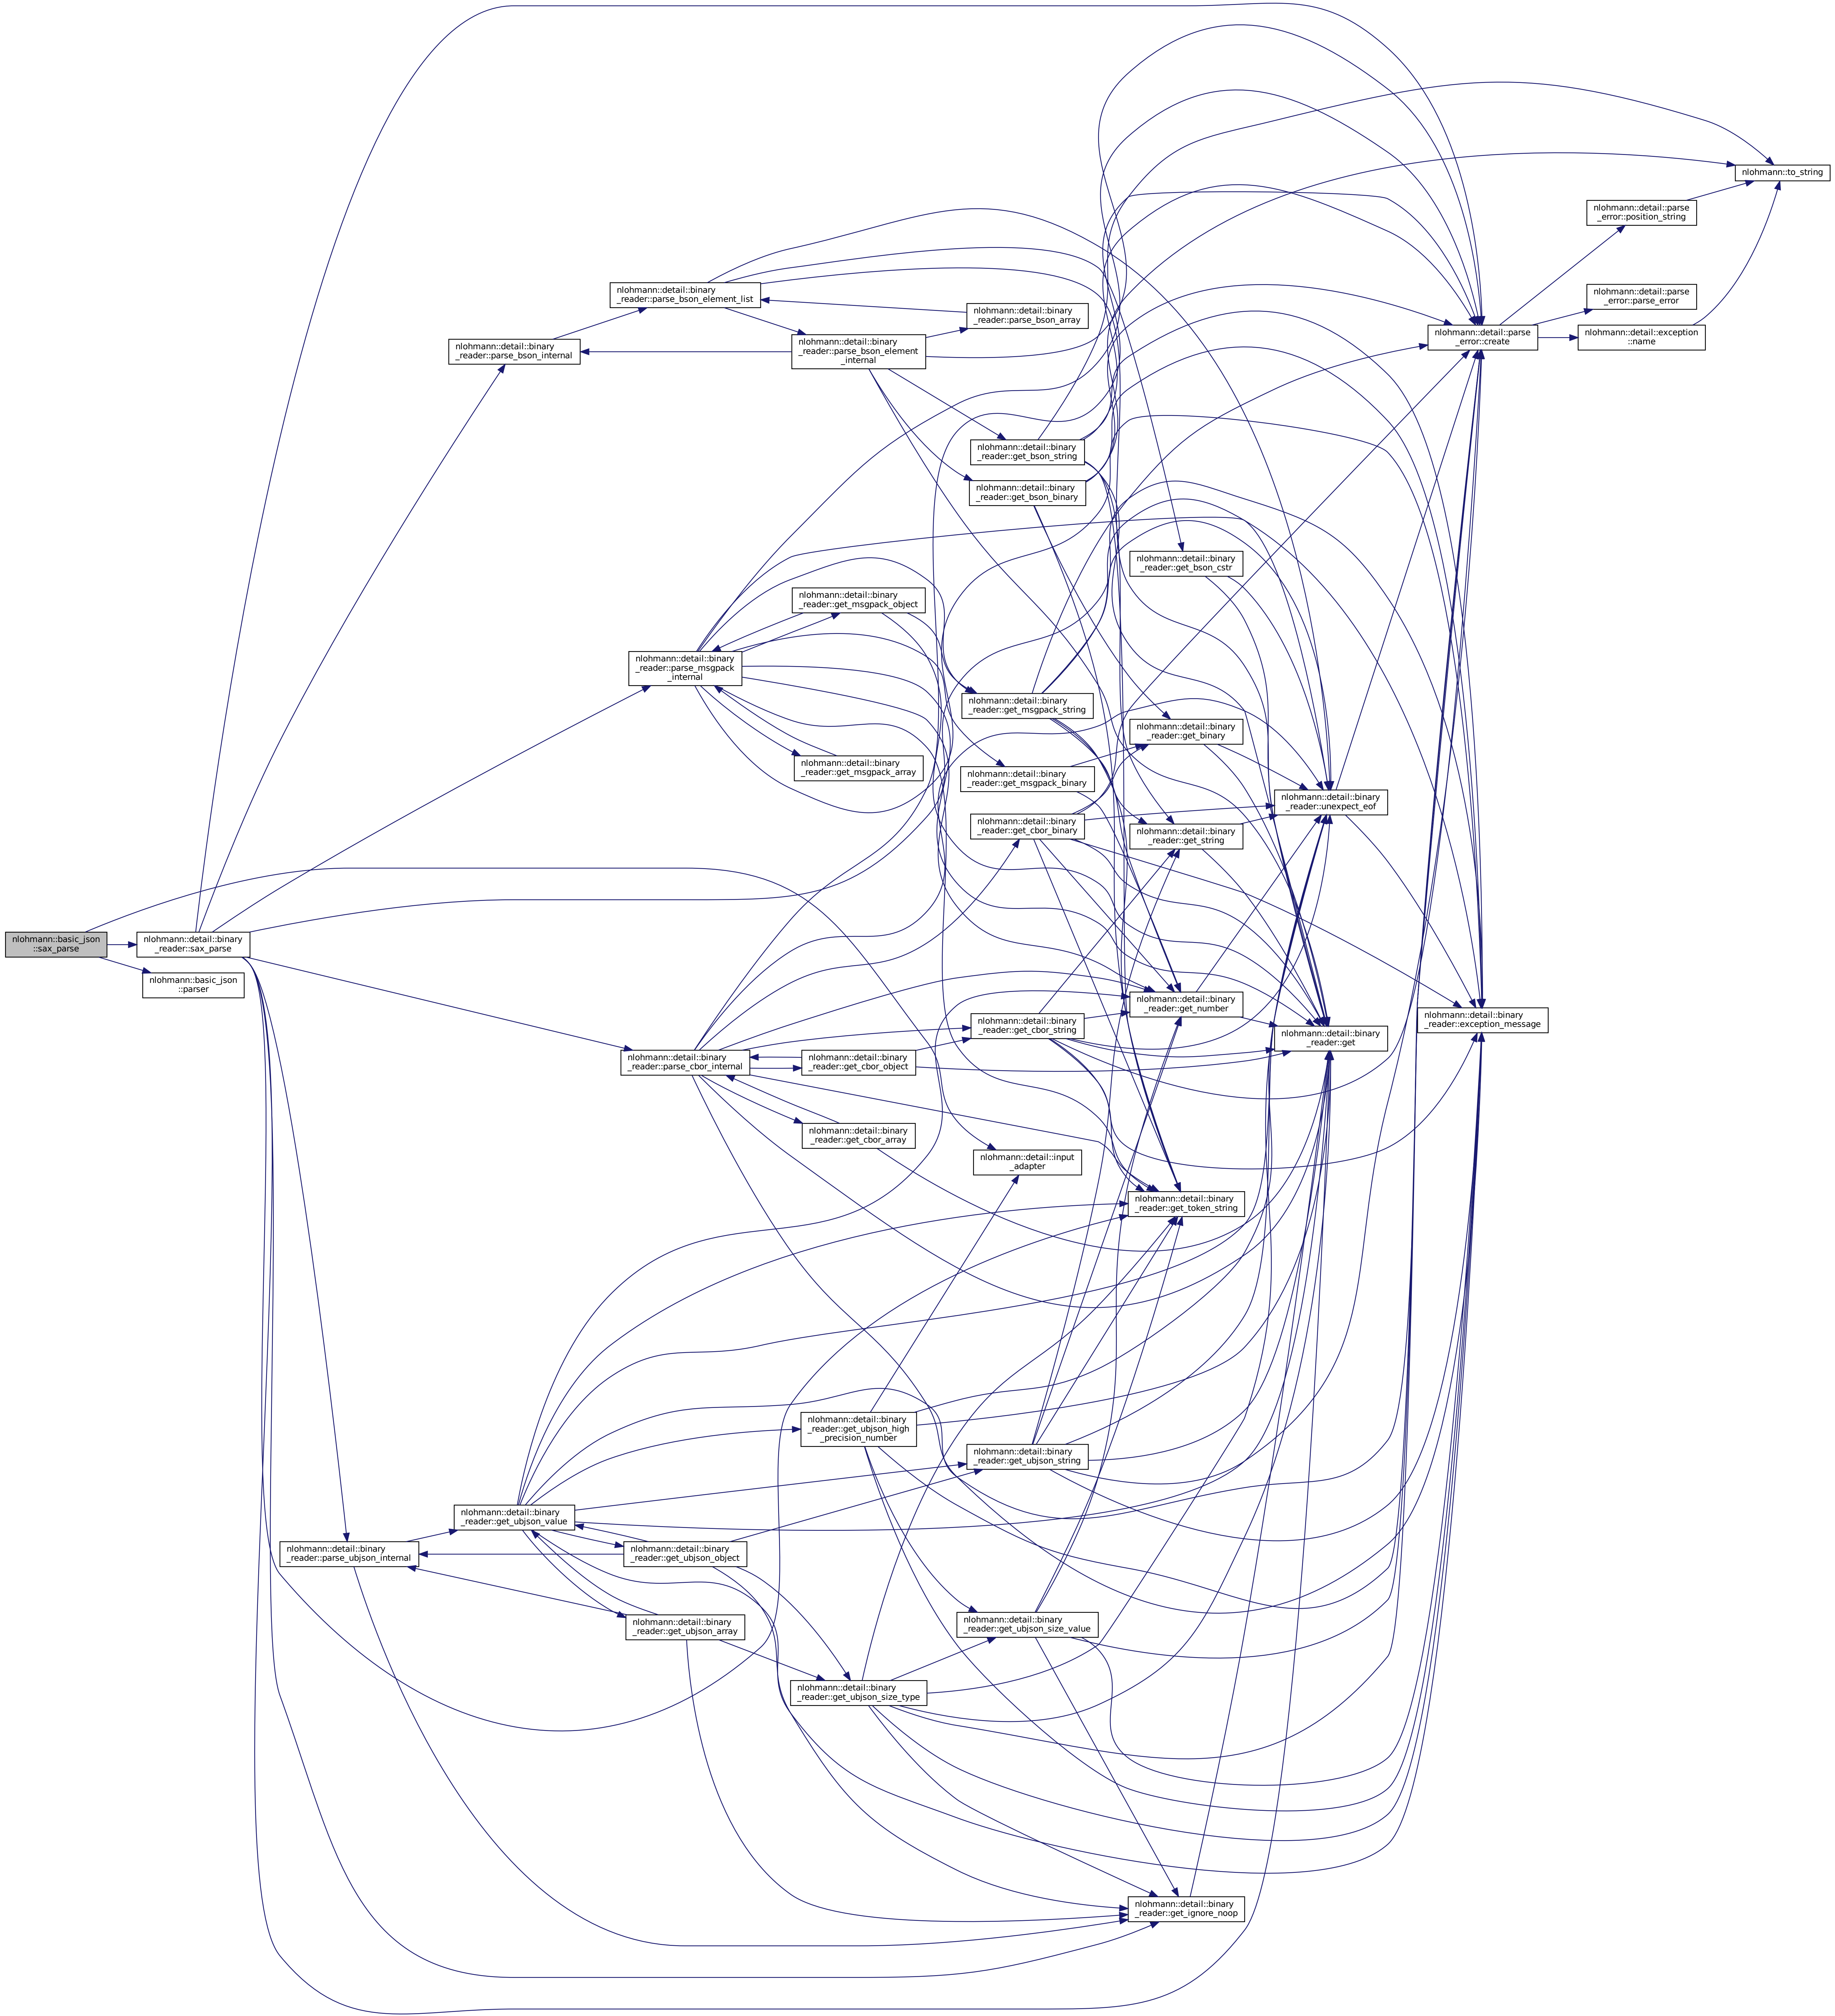 nlohmann::basic_json
::sax_parse
nlohmann::detail::binary
_reader::sax_parse
nlohmann::basic_json
::parser
nlohmann::detail::binary
_reader::parse_bson_internal
nlohmann::detail::binary
_reader::parse_bson_element_list
nlohmann::detail::binary
_reader::parse_bson_element
_internal
nlohmann::detail::binary
_reader::parse_bson_array
nlohmann::detail::binary
_reader::get_bson_string
nlohmann::detail::binary
_reader::get_bson_binary
nlohmann::detail::binary
_reader::get_bson_cstr
nlohmann::to_string
nlohmann::detail::parse
_error::position_string
nlohmann::detail::parse
_error::parse_error
nlohmann::detail::exception
::name
nlohmann::detail::parse
_error::create
nlohmann::detail::binary
_reader::get_msgpack_object
nlohmann::detail::binary
_reader::parse_msgpack
_internal
nlohmann::detail::binary
_reader::get_msgpack_array
nlohmann::detail::binary
_reader::get_msgpack_string
nlohmann::detail::binary
_reader::get_msgpack_binary
nlohmann::detail::binary
_reader::get_binary
nlohmann::detail::binary
_reader::get_string
nlohmann::detail::binary
_reader::unexpect_eof
nlohmann::detail::binary
_reader::get_cbor_binary
nlohmann::detail::binary
_reader::get_number
nlohmann::detail::binary
_reader::get_cbor_string
nlohmann::detail::binary
_reader::get
nlohmann::detail::binary
_reader::exception_message
nlohmann::detail::binary
_reader::parse_cbor_internal
nlohmann::detail::binary
_reader::get_cbor_object
nlohmann::detail::binary
_reader::get_cbor_array
nlohmann::detail::input
_adapter
nlohmann::detail::binary
_reader::get_token_string
nlohmann::detail::binary
_reader::get_ubjson_high
_precision_number
nlohmann::detail::binary
_reader::get_ubjson_string
nlohmann::detail::binary
_reader::get_ubjson_value
nlohmann::detail::binary
_reader::parse_ubjson_internal
nlohmann::detail::binary
_reader::get_ubjson_object
nlohmann::detail::binary
_reader::get_ubjson_array
nlohmann::detail::binary
_reader::get_ubjson_size_value
nlohmann::detail::binary
_reader::get_ubjson_size_type
nlohmann::detail::binary
_reader::get_ignore_noop